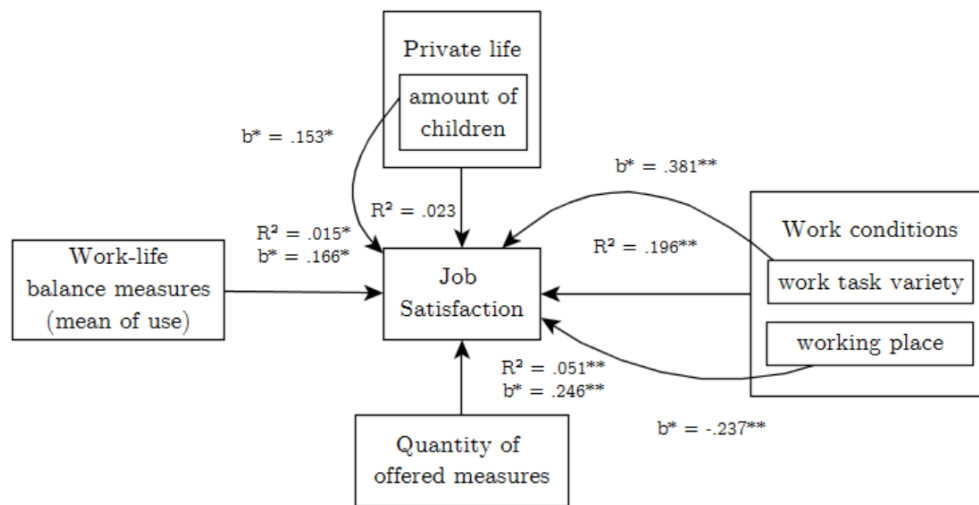 Private life
amount of
children
b* = .153*
b* = .381**
R² = .023
Work conditions
R² = .015*
b* = .166*
R² = .196**
Work-life
balance measures
(mean of use)
Job
Satisfaction
work task variety
working place
R² = .051**
b* = .246**
b* = -.237**
Quantity of
offered measures